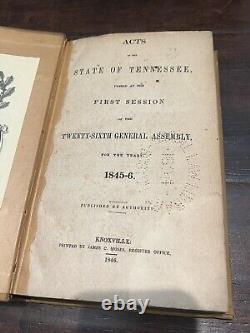 ACTS
OF THE
STATE OF TENNESSEE,
PASSED AT THE
FIRST SESSION
OF THE
TWENTY-SIXTH GENERAL ASSEMBLY,
FOR THE YEARS
1845-6.
PUBLISHED BY AUTHORITY.
KNOXVILLE:
PRINTED BY JAMES C. MOSES, REGISTER OFFICE,
1846.